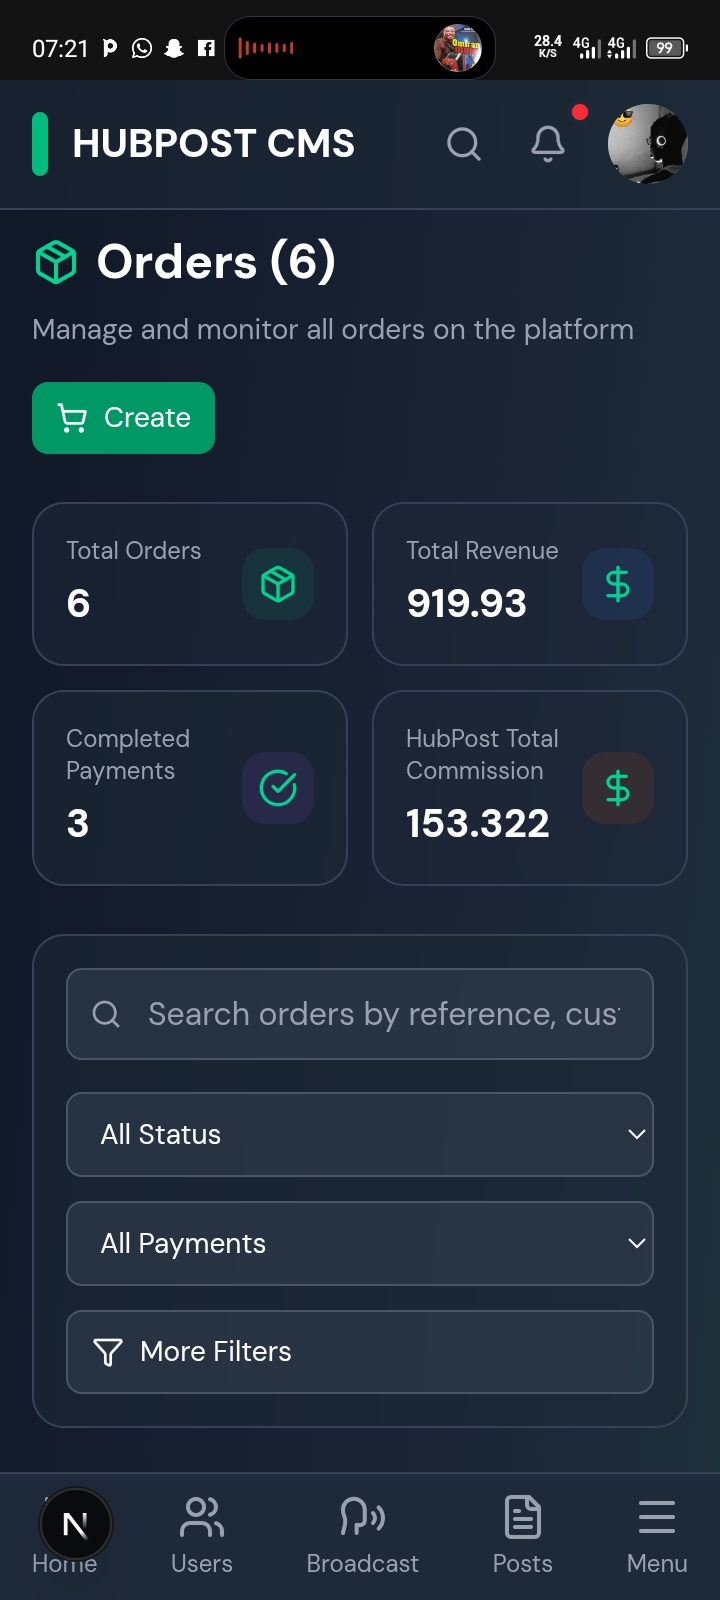 07:21
28.4
K/S
4G
4G
99
HUBPOST CMS
Orders (6)
Manage and monitor all orders on the platform
Create
Total Orders
6
Total Revenue
919.93
Completed
Payments
3
HubPost Total
Commission
153.322
Search orders by reference, cus
All Status
All Payments
More Filters
N
Home
Users
Broadcast
Posts
Menu